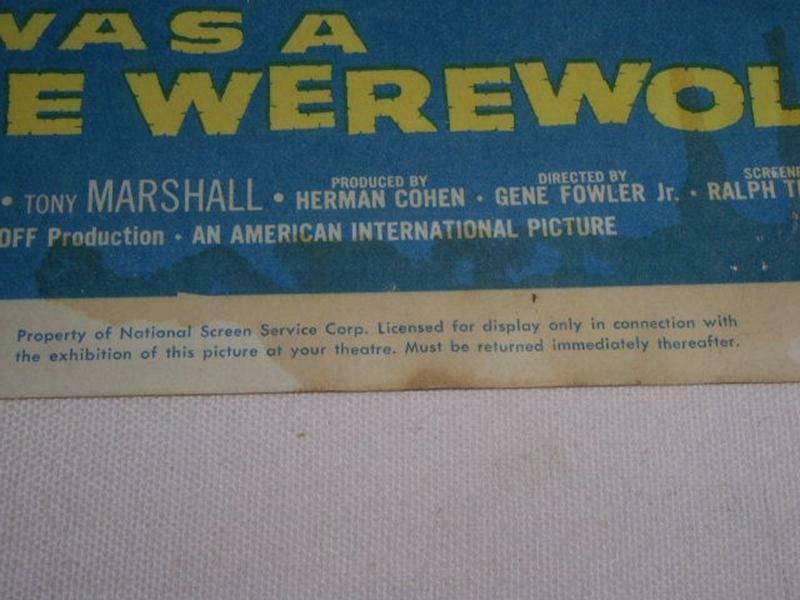 WAS A
E WEREWOL
• TONY MARSHALL • PRODUCED BY HERMAN COHEN • DIRECTED BY GENE FOWLER Jr. • SCREENP RALPH T
OFF Production • AN AMERICAN INTERNATIONAL PICTURE
Property of National Screen Service Corp. Licensed for display only in connection with
the exhibition of this picture at your theatre. Must be returned immediately thereafter.